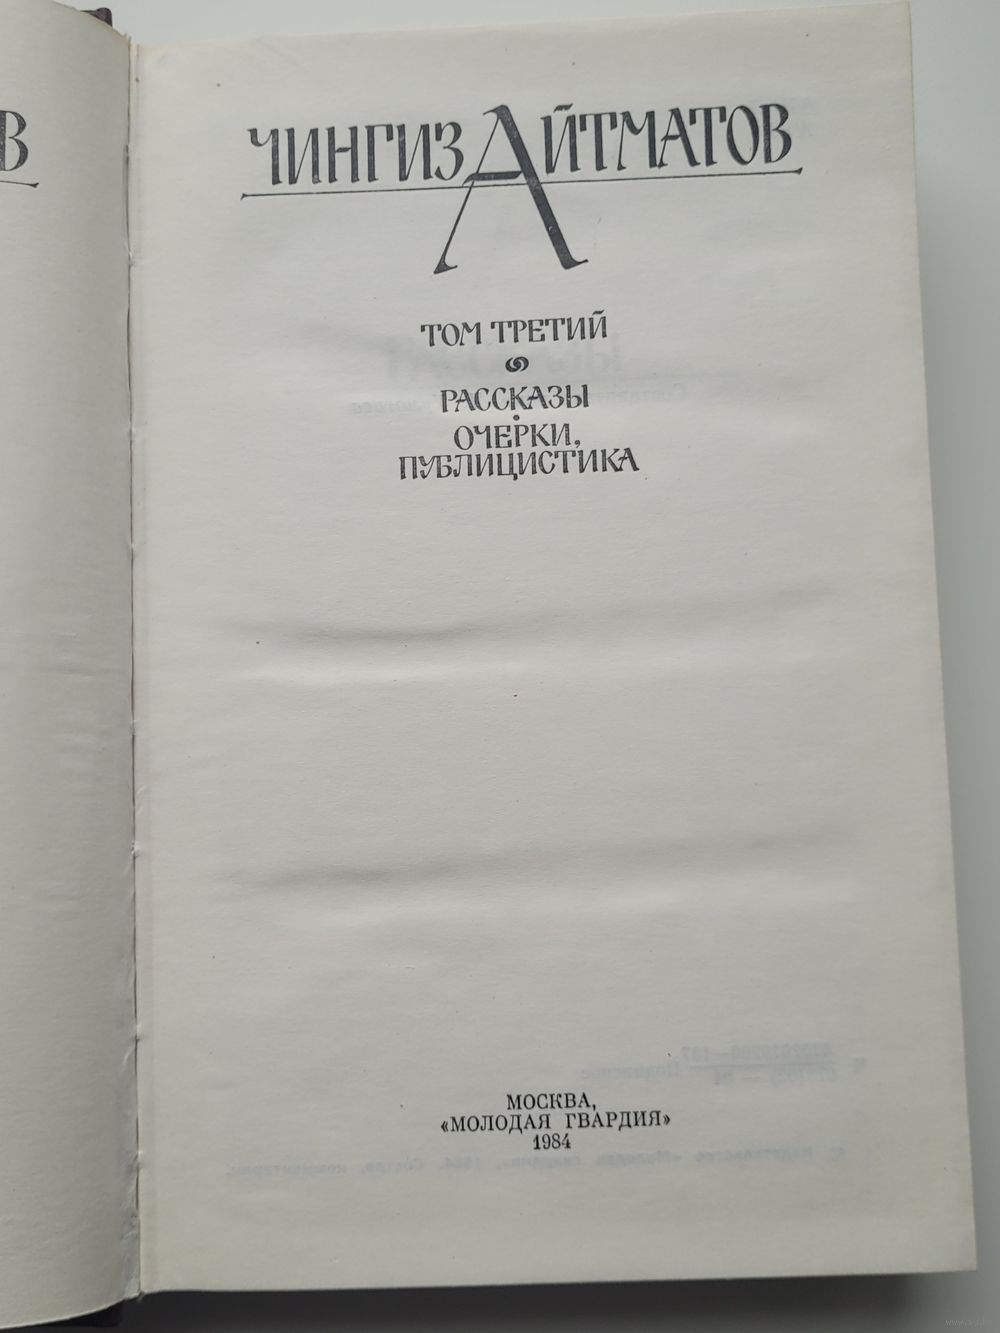 В
ЧИНГИЗ АЙТМАТОВ
ТОМ ТРЕТИЙ
РАССКАЗЫ
ОЧЕРКИ,
ПУБЛИЦИСТИКА
МОСКВА,
«МОЛОДАЯ ГВАРДИЯ»
1984